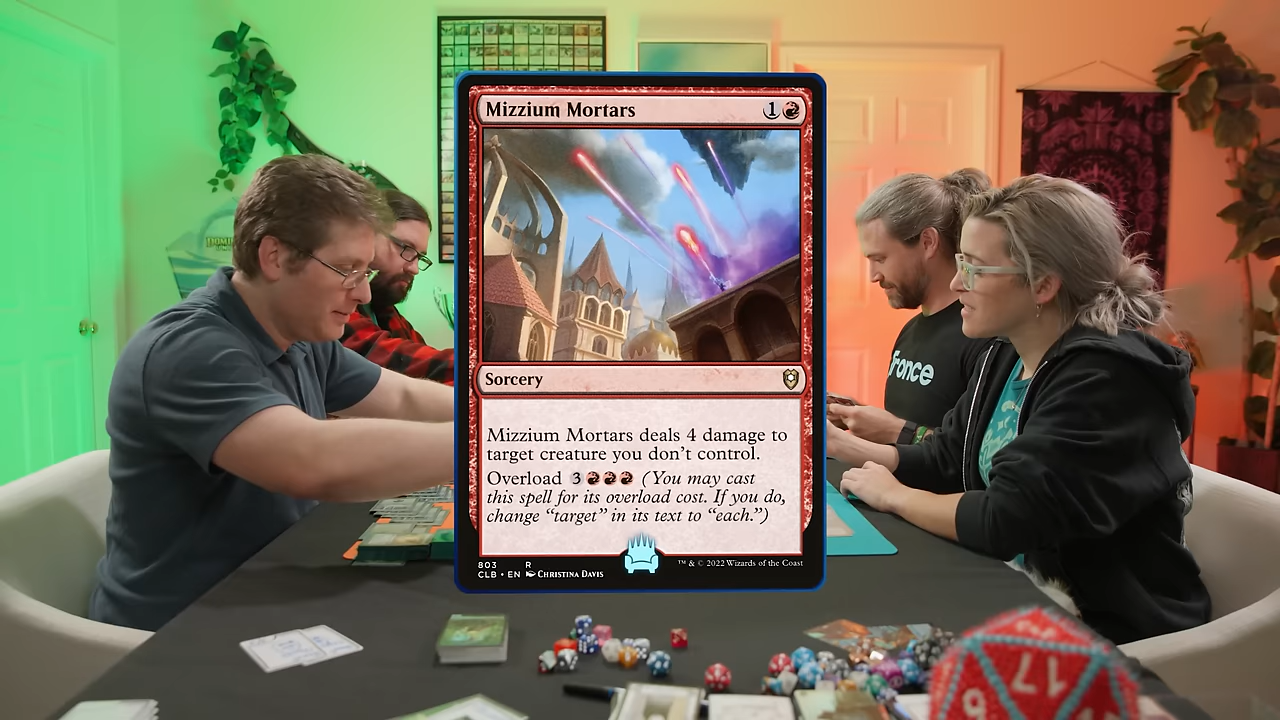 Mizzium Mortars 1
Sorcery
Mizzium Mortars deals 4 damage to
target creature you don't control.
Overload 3 (You may cast
this spell for its overload cost. If you do,
change "target" in its text to "each.")
803 R
CLB • EN Christina Davis
™ & © 2022 Wizards of the Coast
france
17